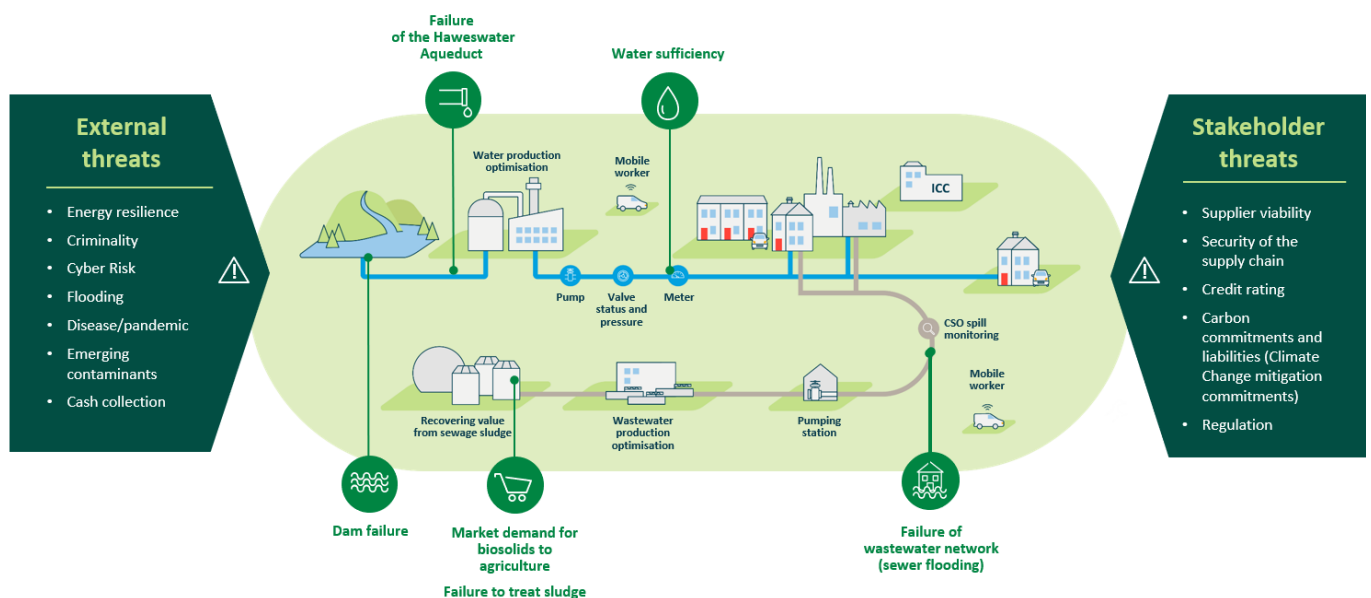 Failure
of the Haweswater
Aqueduct
Water sufficiency
External
threats
• Energy resilience
• Criminality
• Cyber Risk
• Flooding
• Disease/pandemic
• Emerging
contaminants
• Cash collection
Water production
optimisation
Mobile
worker
ICC
Pump
Valve
status and
pressure
Meter
CSO spill
monitoring
Mobile
worker
Recovering value
from sewage sludge
Wastewater
production
optimisation
Pumping
station
Stakeholder
threats
• Supplier viability
• Security of the
supply chain
• Credit rating
• Carbon
commitments and
liabilities (Climate
Change mitigation
commitments)
• Regulation
Dam failure
Market demand for
biosolids to
agriculture
Failure to treat sludge
Failure of
wastewater network
(sewer flooding)